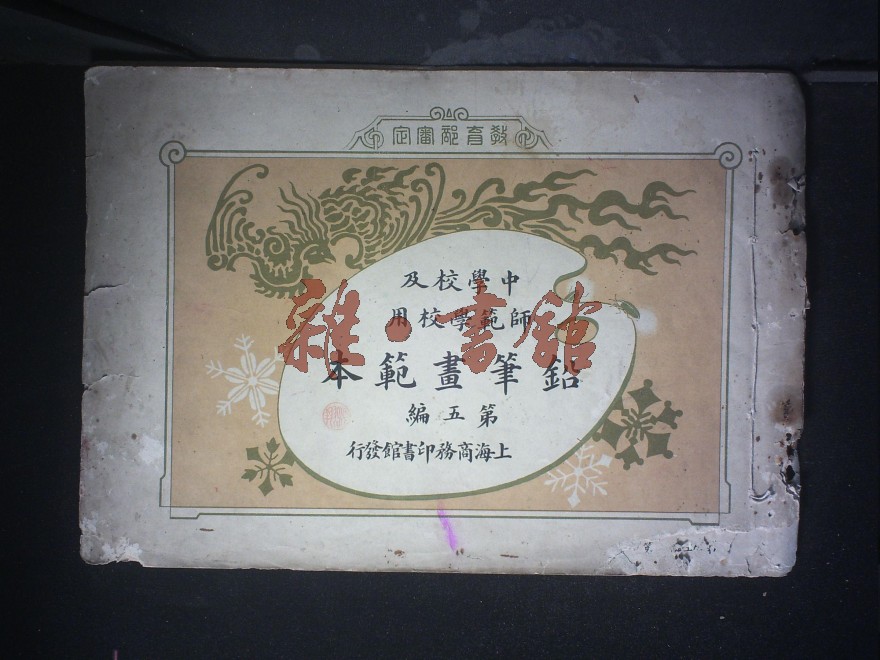 教育部審定
中學校及
師範學校用
鉛筆畫範本
第五編
上海商務印書館發行
雜·書館